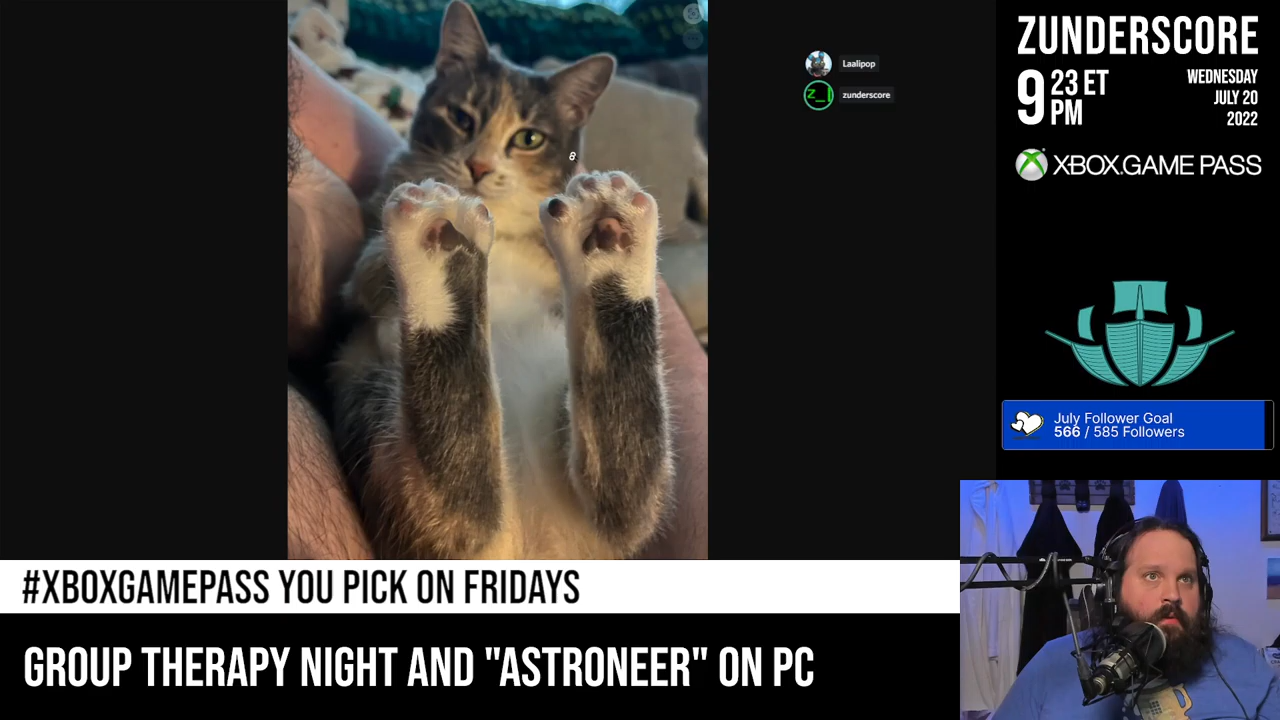 Laalipop
zunderscore
ZUNDERSCORE
9 23 ET
PM
WEDNESDAY
JULY 20
2022
XBOX GAME PASS
July Follower Goal
566 / 585 Followers
#XBOXGAMEPASS YOU PICK ON FRIDAYS
GROUP THERAPY NIGHT AND "ASTRONEER" ON PC